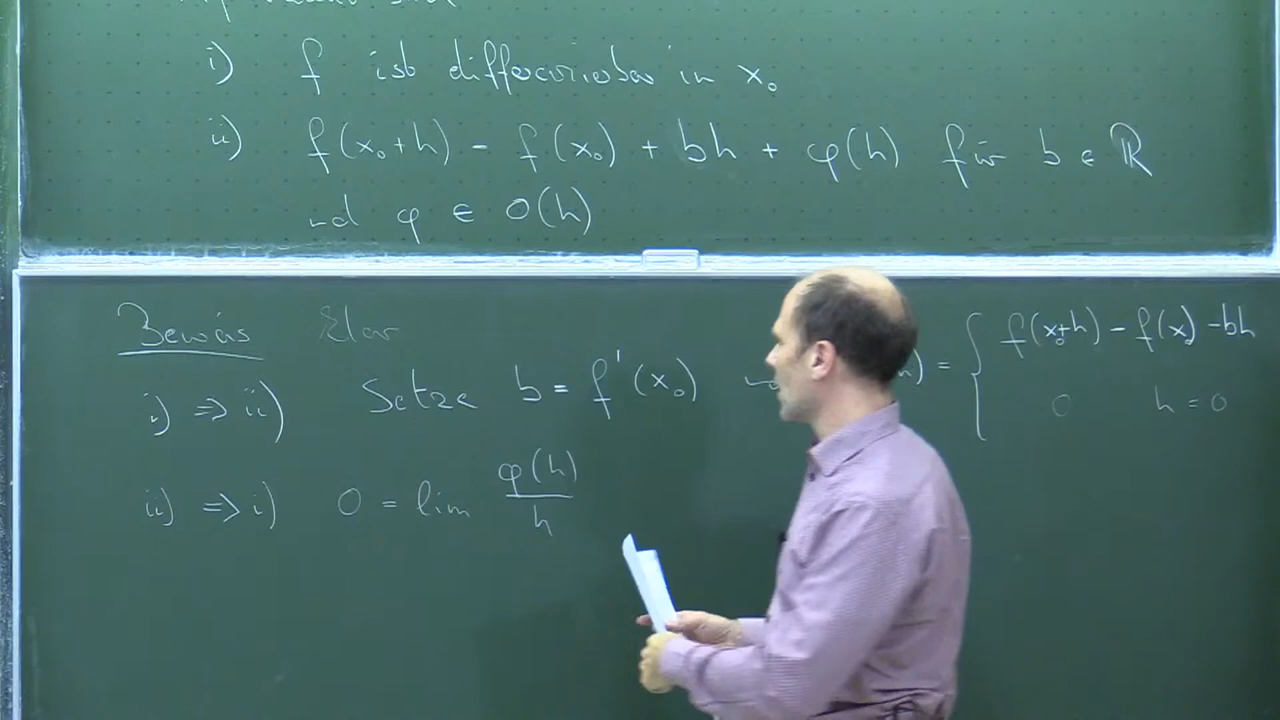 i) f ist differenzierbar in x₀
ii) f(x₀+h) - f(x₀) + bh + φ(h) für b ∈ ℝ
und φ ∈ o(h)
Beweis Klar
i) ⇒ ii) Setze b = f'(x₀) h) = { f(x₀+h) - f(x₀) - bh
0 h = 0
ii) ⇒ i) 0 = lim φ(h)/h